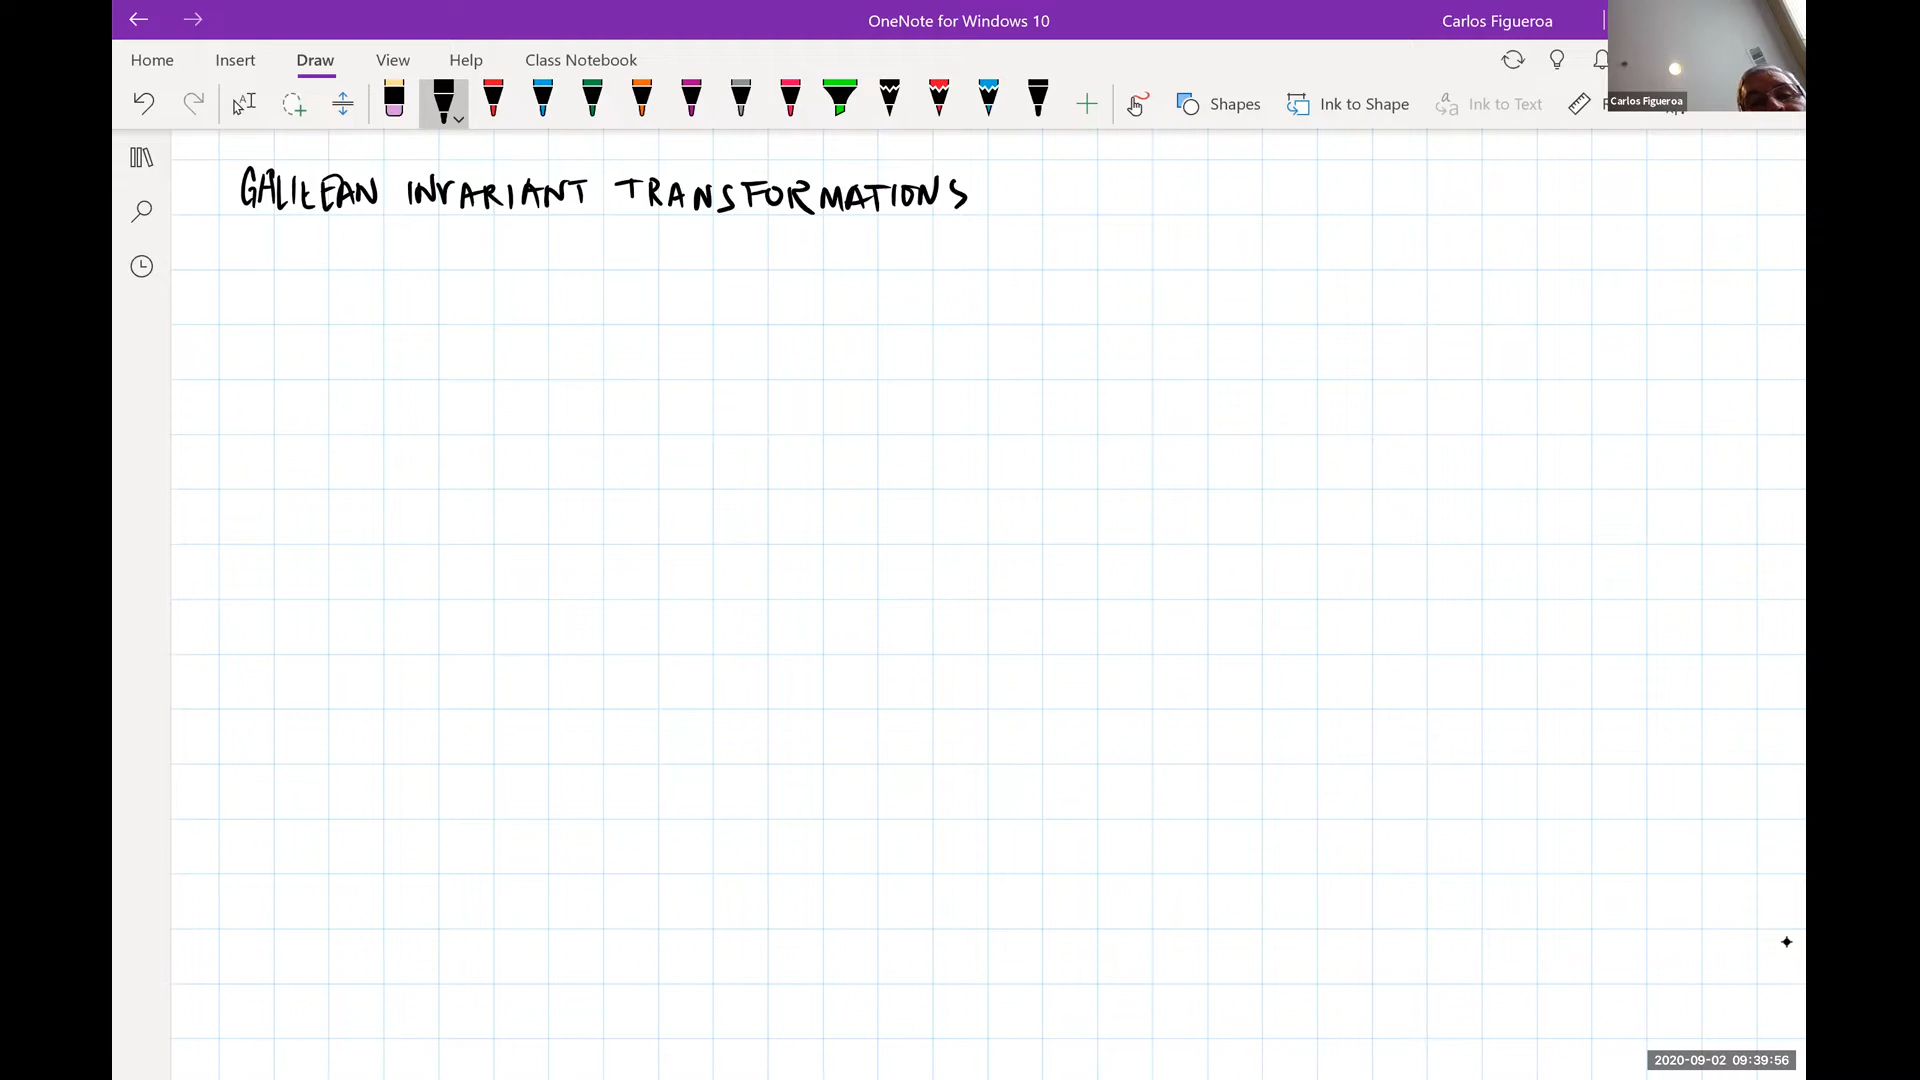 OneNote for Windows 10
Carlos Figueroa
Home Insert Draw View Help Class Notebook
Carlos Figueroa
Shapes Ink to Shape Ink to Text
GALILEAN INVARIANT TRANSFORMATIONS
2020-09-02 09:39:56